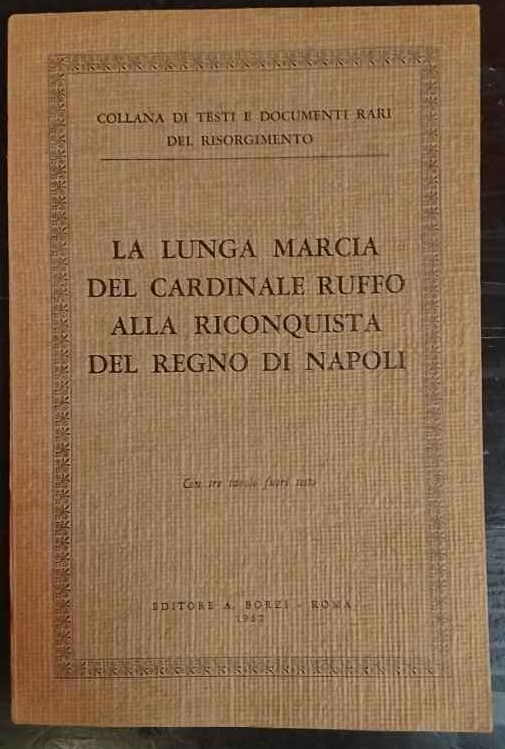 COLLANA DI TESTI E DOCUMENTI RARI
DEL RISORGIMENTO
LA LUNGA MARCIA
DEL CARDINALE RUFFO
ALLA RICONQUISTA
DEL REGNO DI NAPOLI
Con tre tavole fuori testo
EDITORE A. BORZI - ROMA